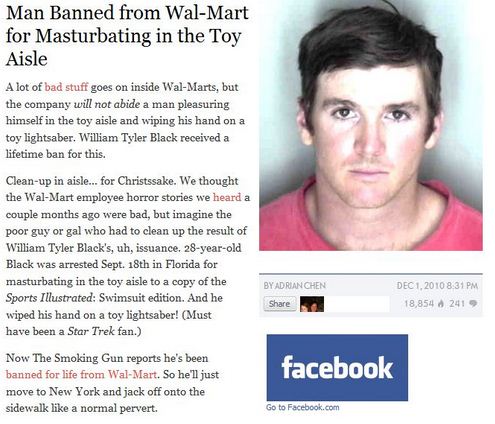 Man Banned from Wal-Mart
for Masturbating in the Toy
Aisle
A lot of bad stuff goes on inside Wal-Marts, but
the company will not abide a man pleasuring
himself in the toy aisle and wiping his hand on a
toy lightsaber. William Tyler Black received a
lifetime ban for this.
Clean-up in aisle... for Christssake. We thought
the Wal-Mart employee horror stories we heard a
couple months ago were bad, but imagine the
poor guy or gal who had to clean up the result of
William Tyler Black's, uh, issuance. 28-year-old
Black was arrested Sept. 18th in Florida for
masturbating in the toy aisle to a copy of the
Sports Illustrated: Swimsuit edition. And he
wiped his hand on a toy lightsaber! (Must
have been a Star Trek fan.)
Now The Smoking Gun reports he's been
banned for life from Wal-Mart. So he'll just
move to New York and jack off onto the
sidewalk like a normal pervert.
BY ADRIAN CHEN DEC 1, 2010 8:31 PM
Share 18,854 241
facebook
Go to Facebook.com